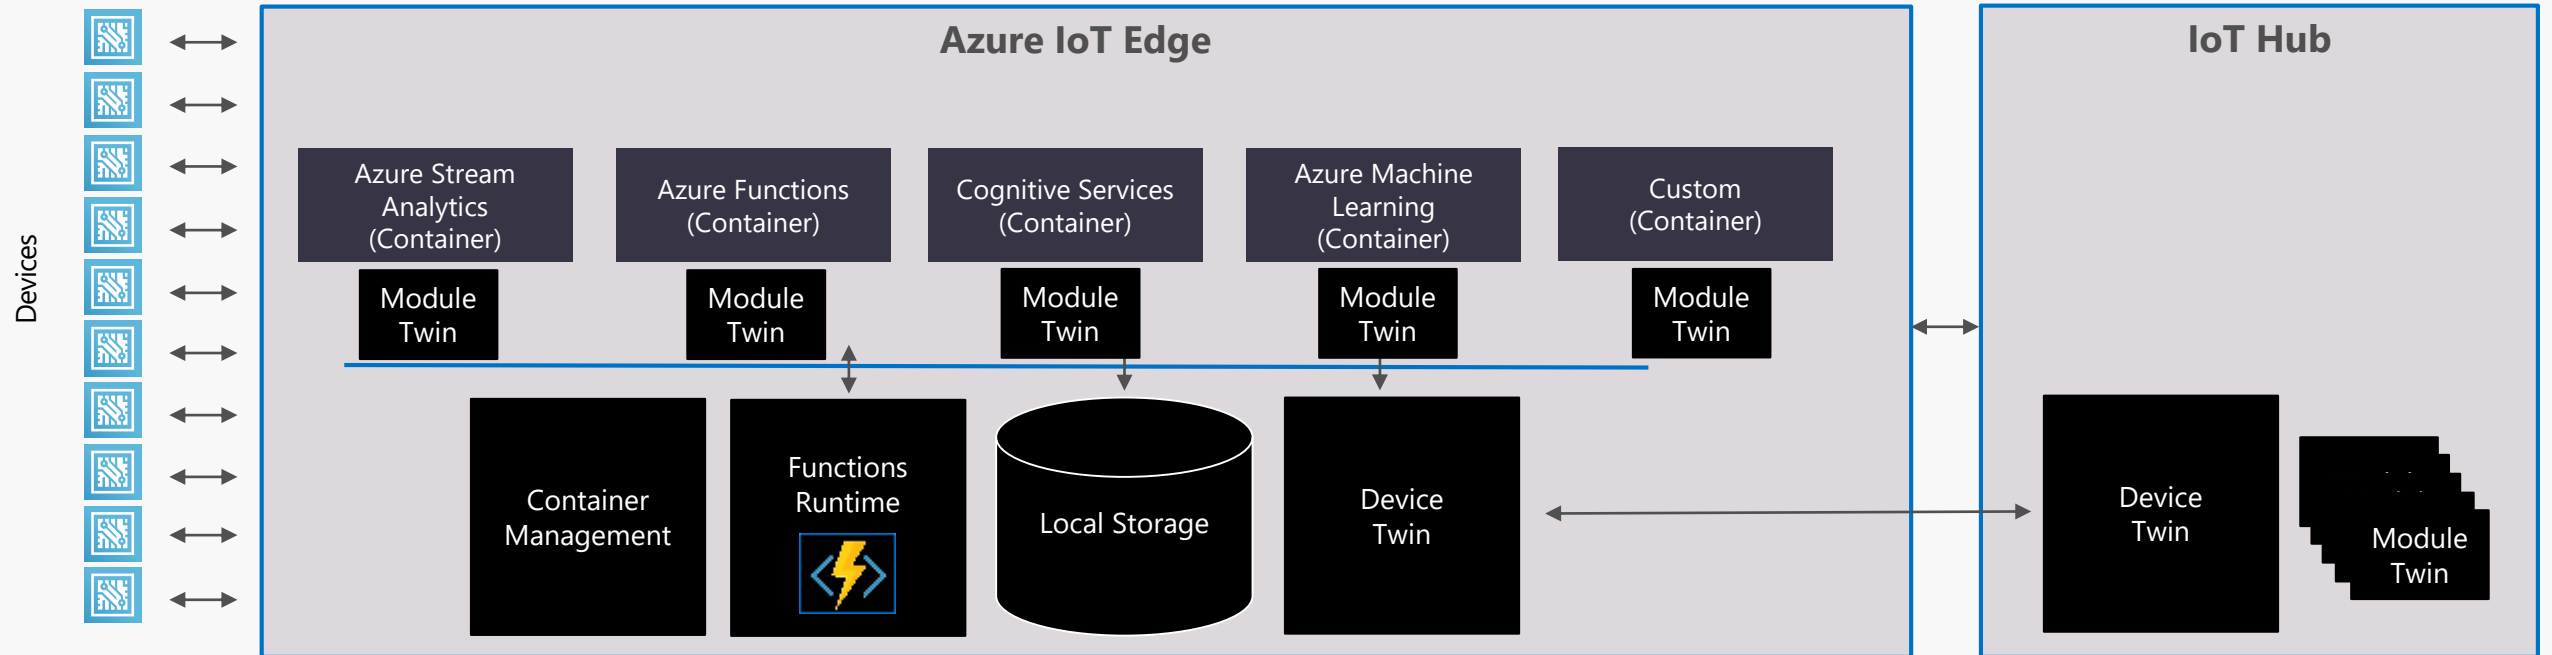 Devices
Azure IoT Edge
Azure Stream
Analytics
(Container)
Azure Functions
(Container)
Cognitive Services
(Container)
Azure Machine
Learning
(Container)
Custom
(Container)
Module
Twin
Module
Twin
Module
Twin
Module
Twin
Module
Twin
Container
Management
Functions
Runtime
Local Storage
Device
Twin
IoT Hub
Device
Twin
Module
Twin